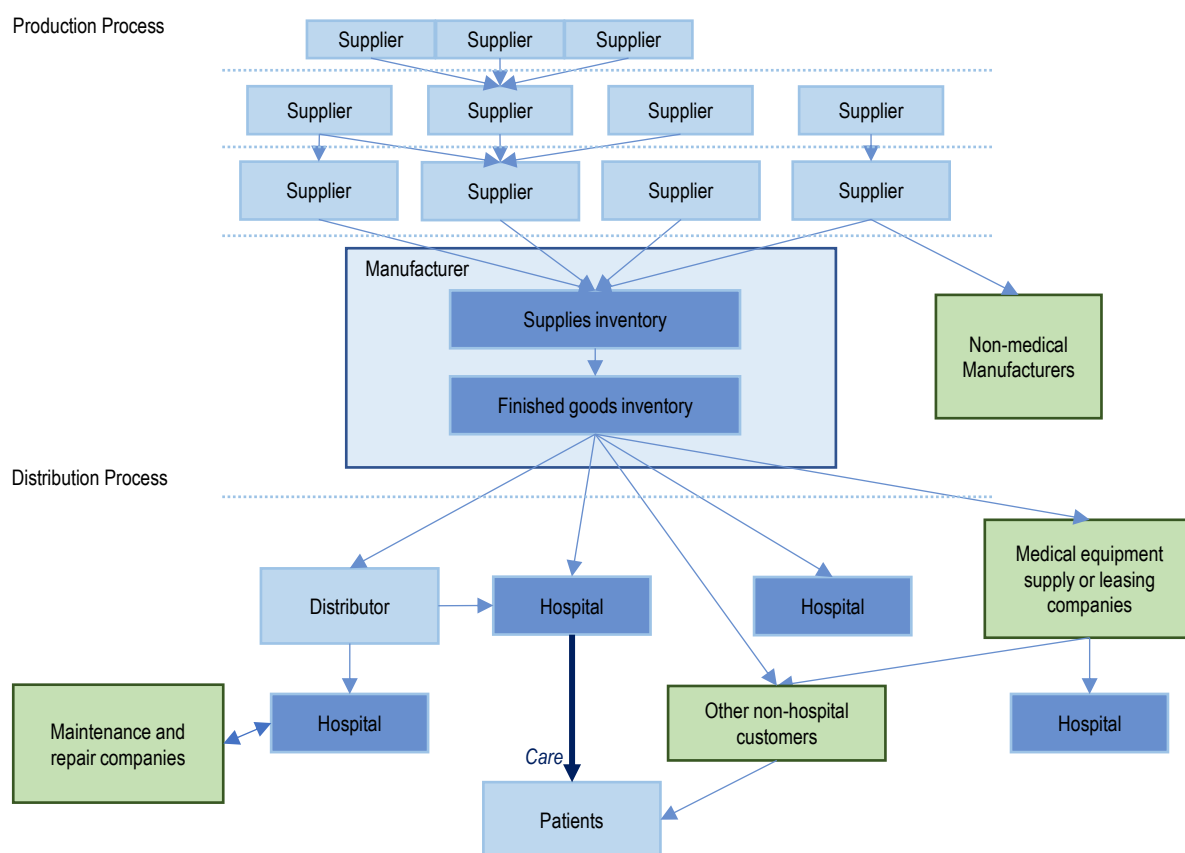 Production Process
Supplier
Supplier
Supplier
Supplier
Supplier
Supplier
Supplier
Supplier
Supplier
Supplier
Supplier
Manufacturer
Supplies inventory
Non-medical
Manufacturers
Finished goods inventory
Distribution Process
Medical equipment
supply or leasing
companies
Distributor
Hospital
Hospital
Maintenance and
repair companies
Hospital
Other non-hospital
customers
Hospital
Care
Patients